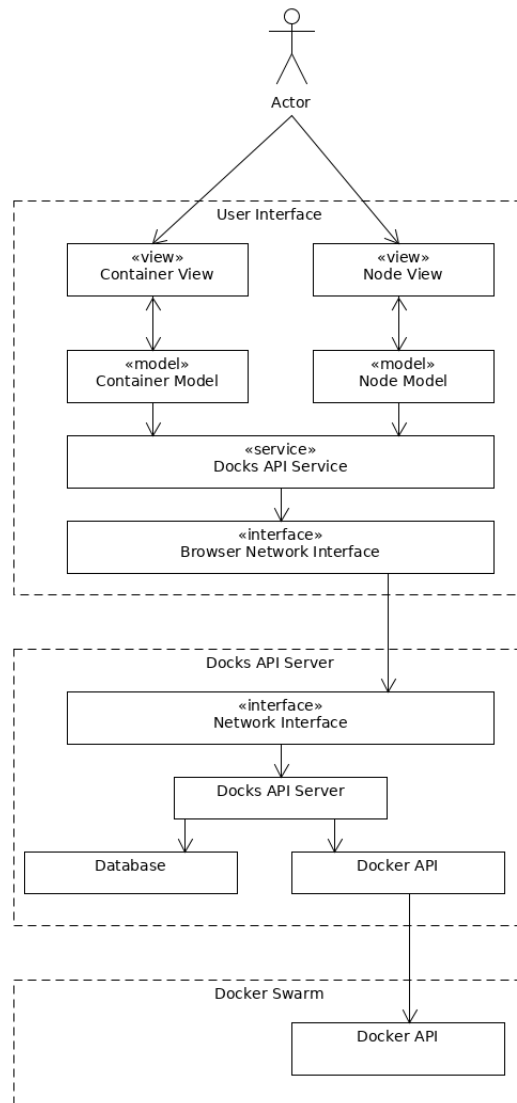 Actor
User Interface
«view»
Container View
«view»
Node View
«model»
Container Model
«model»
Node Model
«service»
Docks API Service
«interface»
Browser Network Interface
Docks API Server
«interface»
Network Interface
Docks API Server
Database
Docker API
Docker Swarm
Docker API